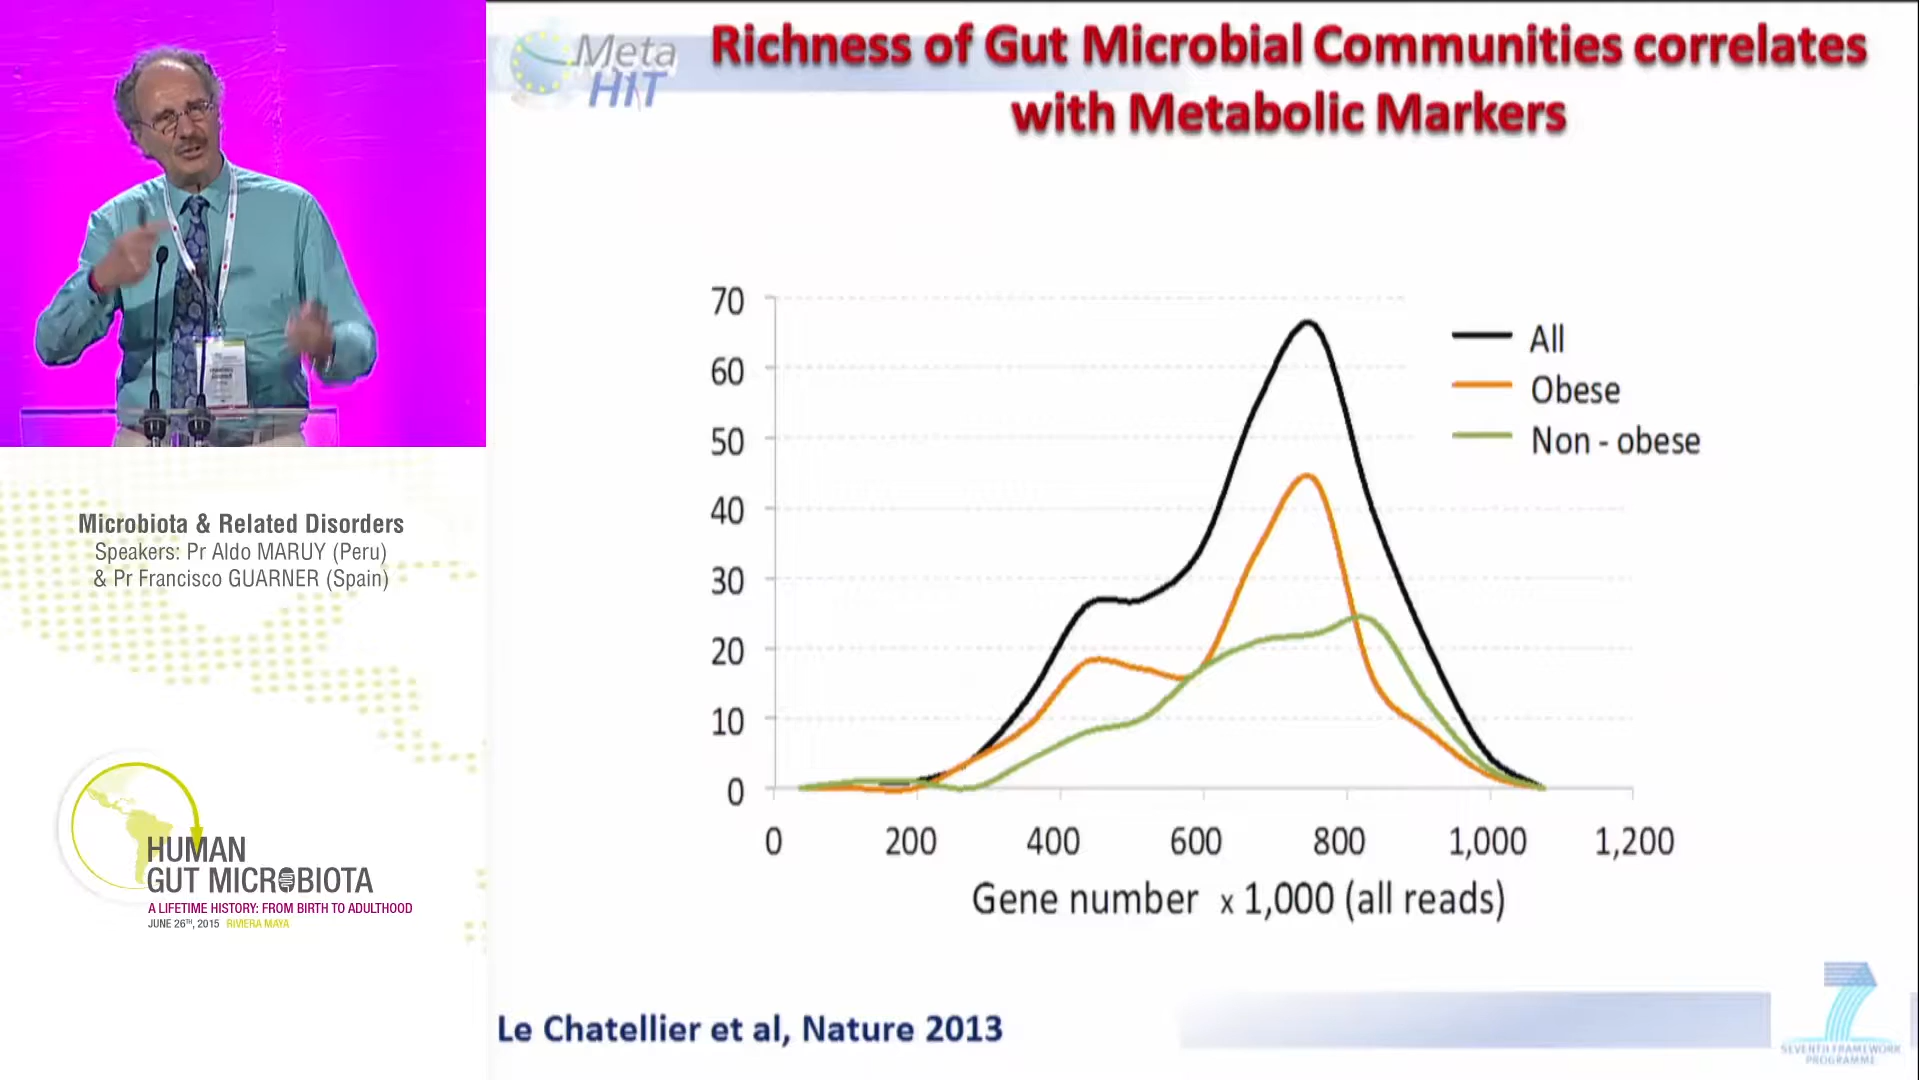 Meta
HIT
Richness of Gut Microbial Communities correlates
with Metabolic Markers
70
60
50
40
30
20
10
0
0 200 400 600 800 1,000 1,200
Gene number x 1,000 (all reads)
All
Obese
Non - obese
Microbiota & Related Disorders
Speakers: Pr Aldo MARUY (Peru)
& Pr Francisco GUARNER (Spain)
HUMAN
GUT MICROBIOTA
A LIFETIME HISTORY: FROM BIRTH TO ADULTHOOD
JUNE 26TH, 2015 RIVIERA MAYA
Le Chatellier et al, Nature 2013
SEVENTH FRAMEWORK
PROGRAMME